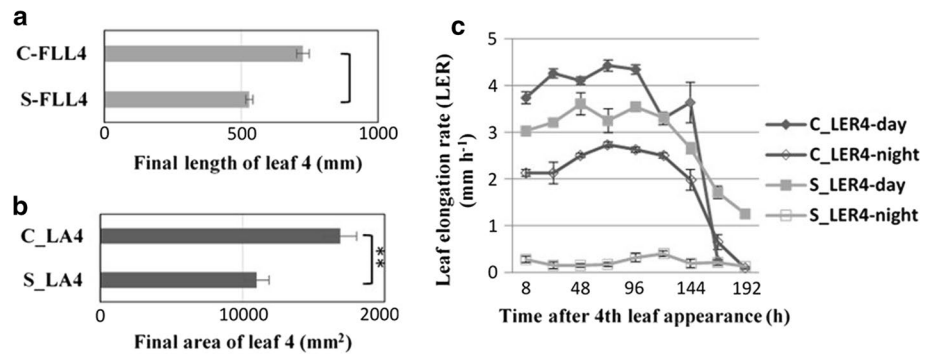 a
C-FLL4
S-FLL4
0 500 1000
Final length of leaf 4 (mm)
b
C_LA4
S_LA4
**
0 10000 2000
Final area of leaf 4 (mm²)
c
Leaf elongation rate (LER)
(mm h⁻¹)
5
4
3
2
1
0
8 48 96 144 192
Time after 4th leaf appearance (h)
C_LER4-day
C_LER4-night
S_LER4-day
S_LER4-night